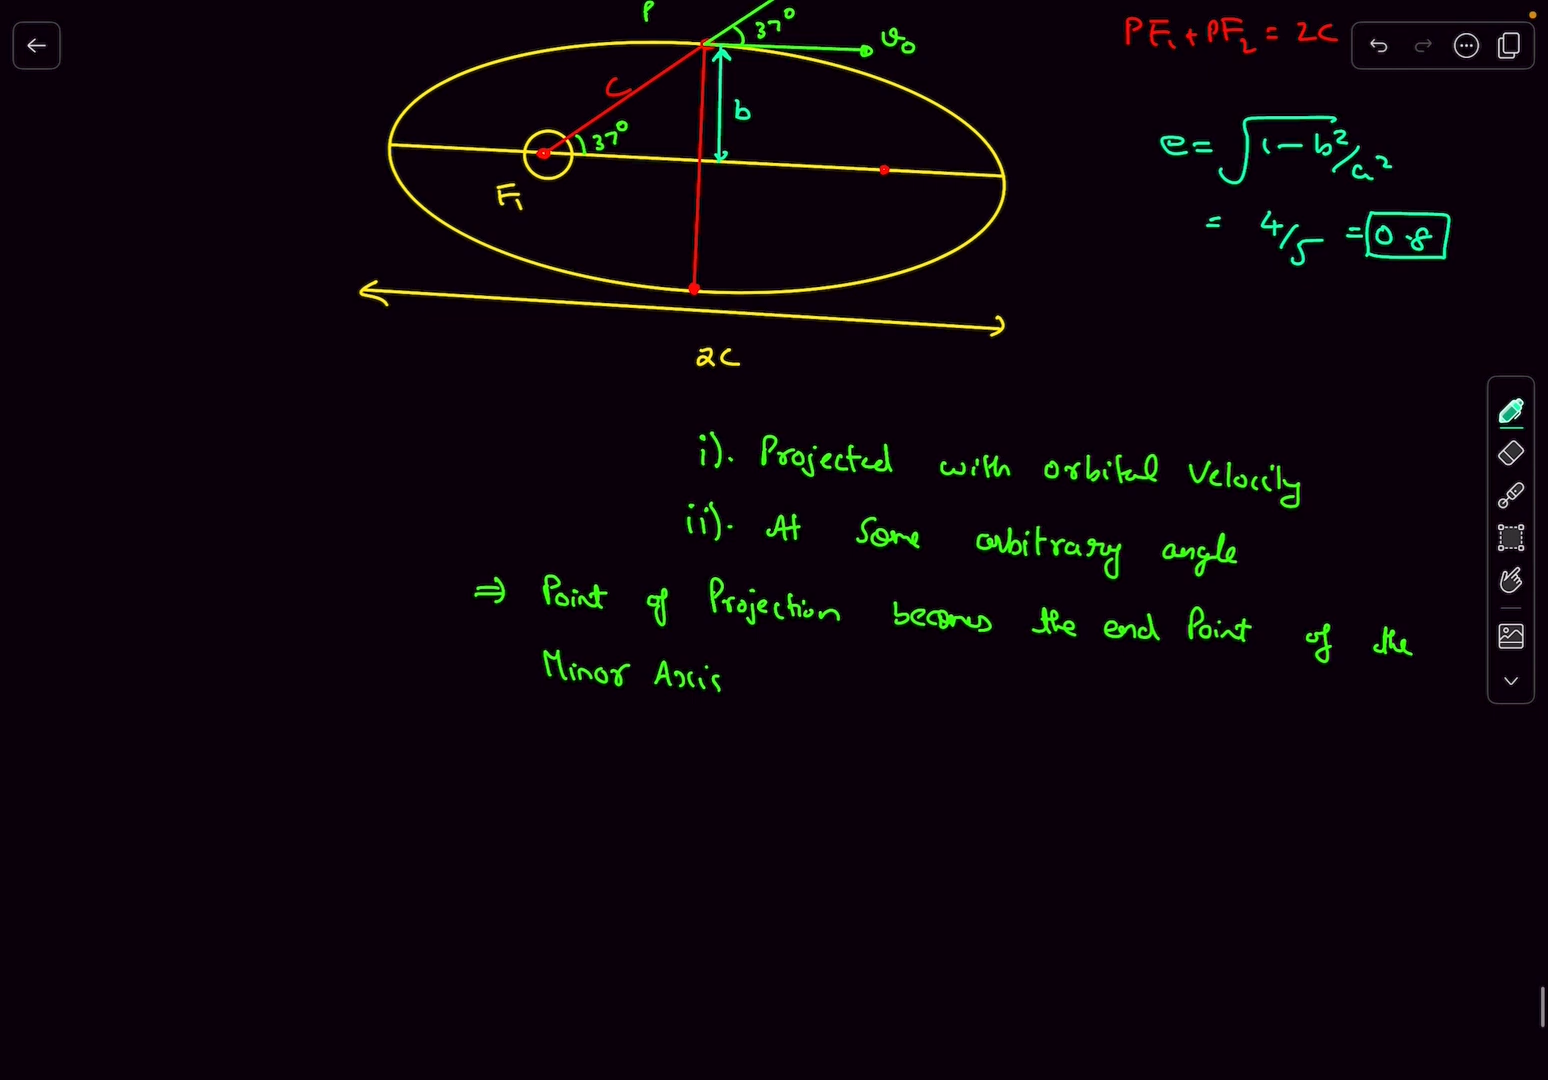 P
37°
v₀
PF₁ + PF₂ = 2C
C
b
37°
F₁
e = √1 - b²/a²
= 4/5 = 0.8
2C
i). Projected with orbital Velocity
ii). At Some arbitrary angle
⇒ Point of Projection becomes the end Point of the
Minor Axis